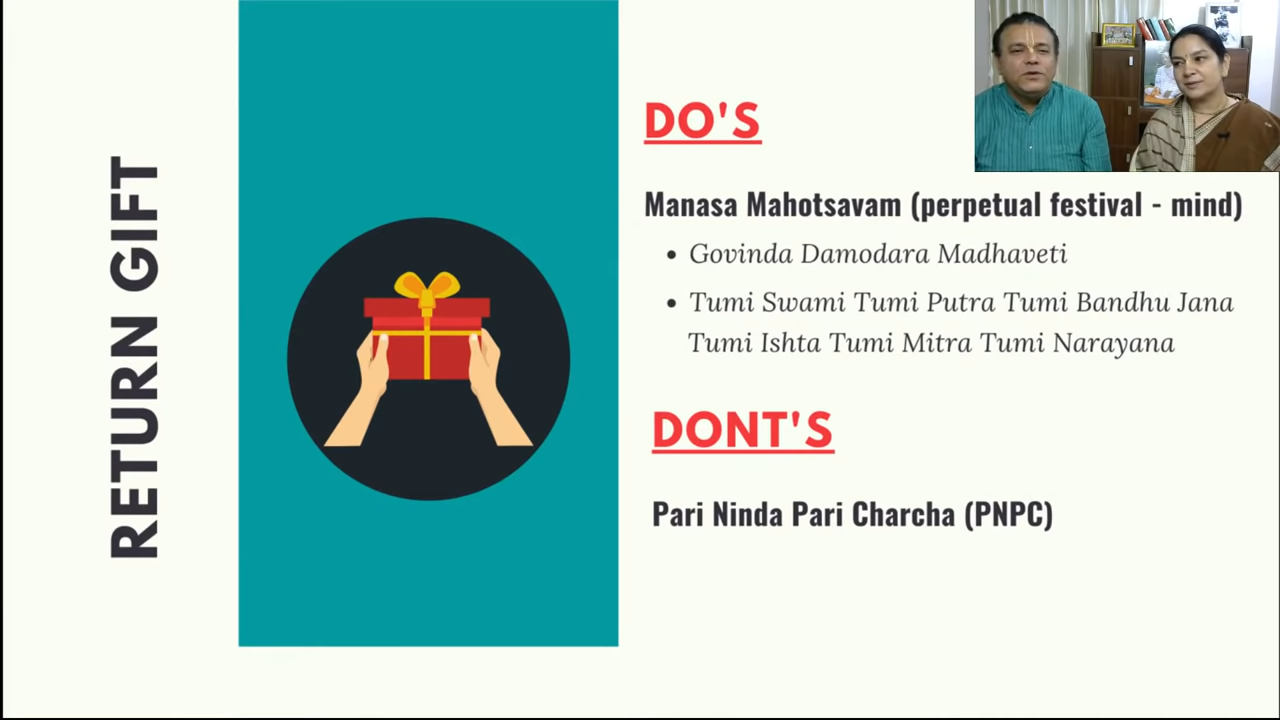 RETURN GIFT
DO'S
Manasa Mahotsavam (perpetual festival - mind)
Govinda Damodara Madhaveti
Tumi Swami Tumi Putra Tumi Bandhu Jana
Tumi Ishta Tumi Mitra Tumi Narayana
DONT'S
Pari Ninda Pari Charcha (PNPC)